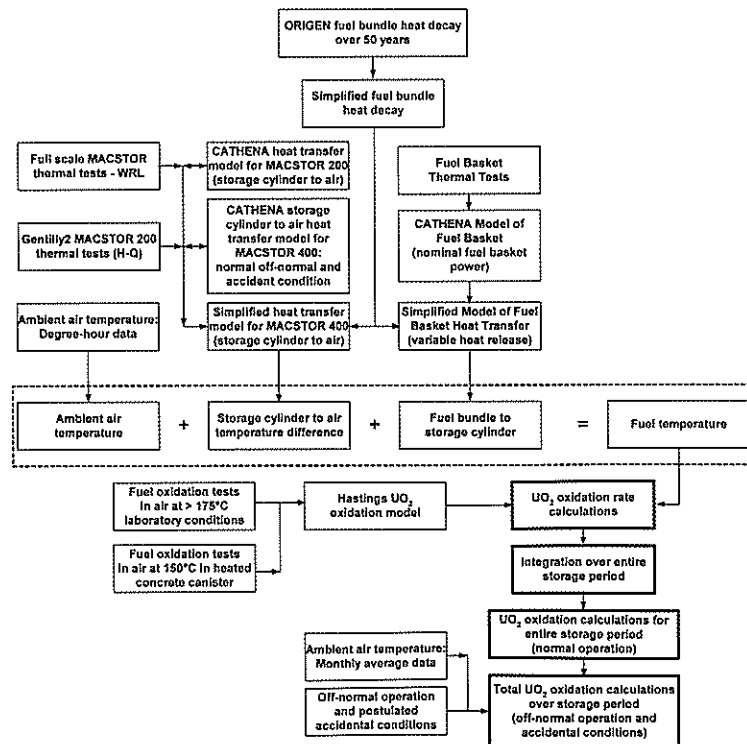 ORIGEN fuel bundle heat decay
over 50 years
Simplified fuel bundle
heat decay
Full scale MACSTOR
thermal tests - WRL
CATHENA heat transfer
model for MACSTOR 200
(storage cylinder to air)
Fuel Basket
Thermal Tests
Gentilly2 MACSTOR 200
thermal tests (H-Q)
CATHENA storage
cylinder to air heat
transfer model for
MACSTOR 400:
normal off-normal and
accident condition
CATHENA Model of
Fuel Basket
(nominal fuel basket
power)
Ambient air temperature:
Degree-hour data
Simplified heat transfer
model for MACSTOR 400
(storage cylinder to air)
Simplified Model of Fuel
Basket Heat Transfer
(variable heat release)
Ambient air
temperature
+
Storage cylinder to air
temperature difference
+
Fuel bundle to
storage cylinder
=
Fuel temperature
Fuel oxidation tests
In air at > 175°C
laboratory conditions
Hastings UO₂
oxidation model
UO₂ oxidation rate
calculations
Fuel oxidation tests
In air at 150°C In heated
concrete canister
Integration over entire
storage period
UO₂ oxidation calculations for
entire storage period
(normal operation)
Ambient air temperature:
Monthly average data
Off-normal operation
and postulated
accidental conditions
Total UO₂ oxidation calculations
over storage period
(off-normal operation and
accidental conditions)